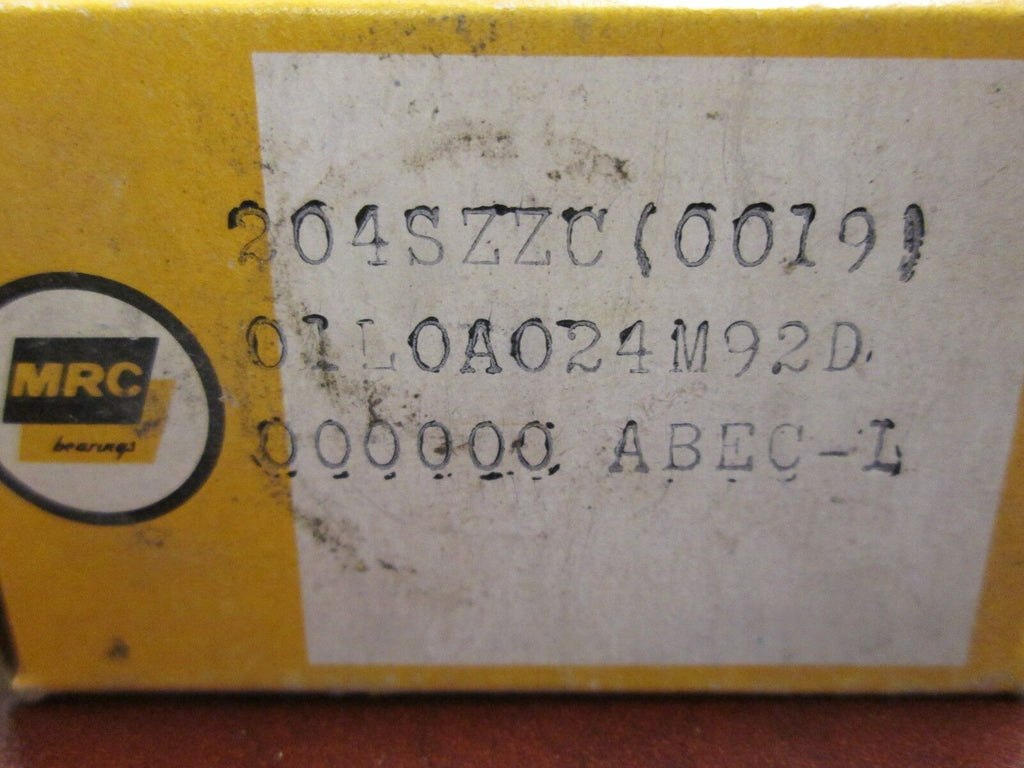 204SZZC(0019)
01L0A024M92D
000000 ABEC-1
MRC
bearings